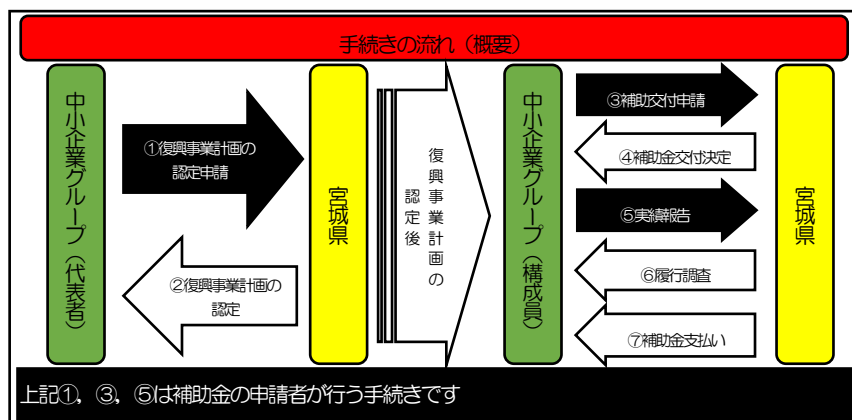 手続きの流れ（概要）
中小企業グループ（代表者）
①復興事業計画の
認定申請
②復興事業計画の
認定
宮城県
復興事業計画の
認定後
中小企業グループ（構成員）
③補助交付申請
④補助金交付決定
⑤実績報告
⑥履行調査
⑦補助金支払い
宮城県
上記①，③，⑤は補助金の申請者が行う手続きです